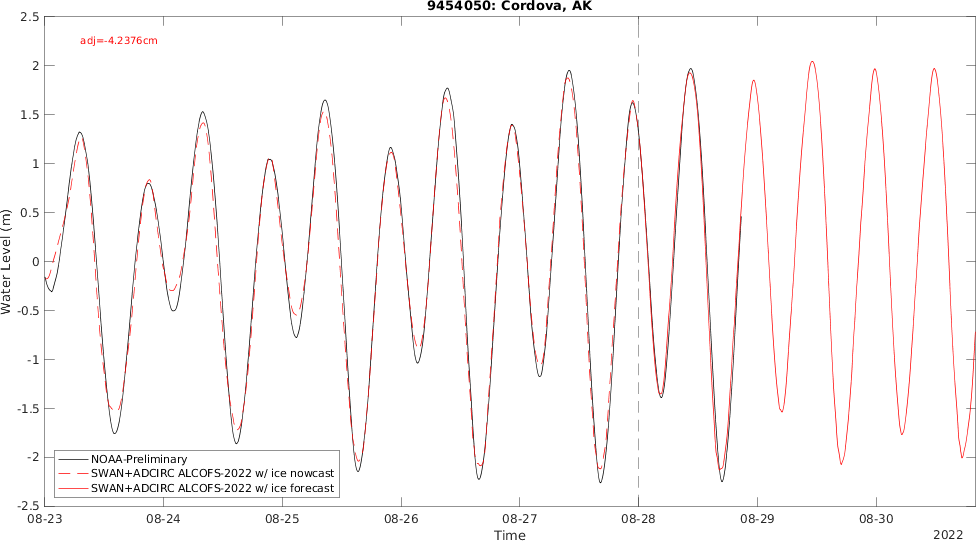 9454050: Cordova, AK
adj=-4.2376cm
2.5
2
1.5
1
0.5
0
-0.5
-1
-1.5
-2
-2.5
Water Level (m)
NOAA-Preliminary
SWAN+ADCIRC ALCOFS-2022 w/ ice nowcast
SWAN+ADCIRC ALCOFS-2022 w/ ice forecast
08-23 08-24 08-25 08-26 08-27 08-28 08-29 08-30
Time
2022